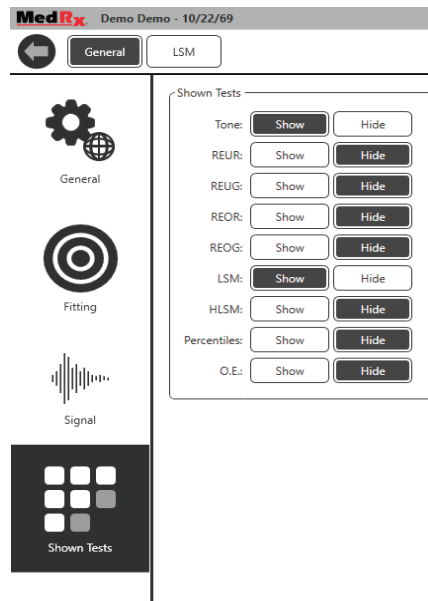 MedRx. Demo Demo - 10/22/69
General LSM
General
Fitting
Signal
Shown Tests
Shown Tests
Tone: Show Hide
REUR: Show Hide
REUG: Show Hide
REOR: Show Hide
REOG: Show Hide
LSM: Show Hide
HLSM: Show Hide
Percentiles: Show Hide
O.E.: Show Hide